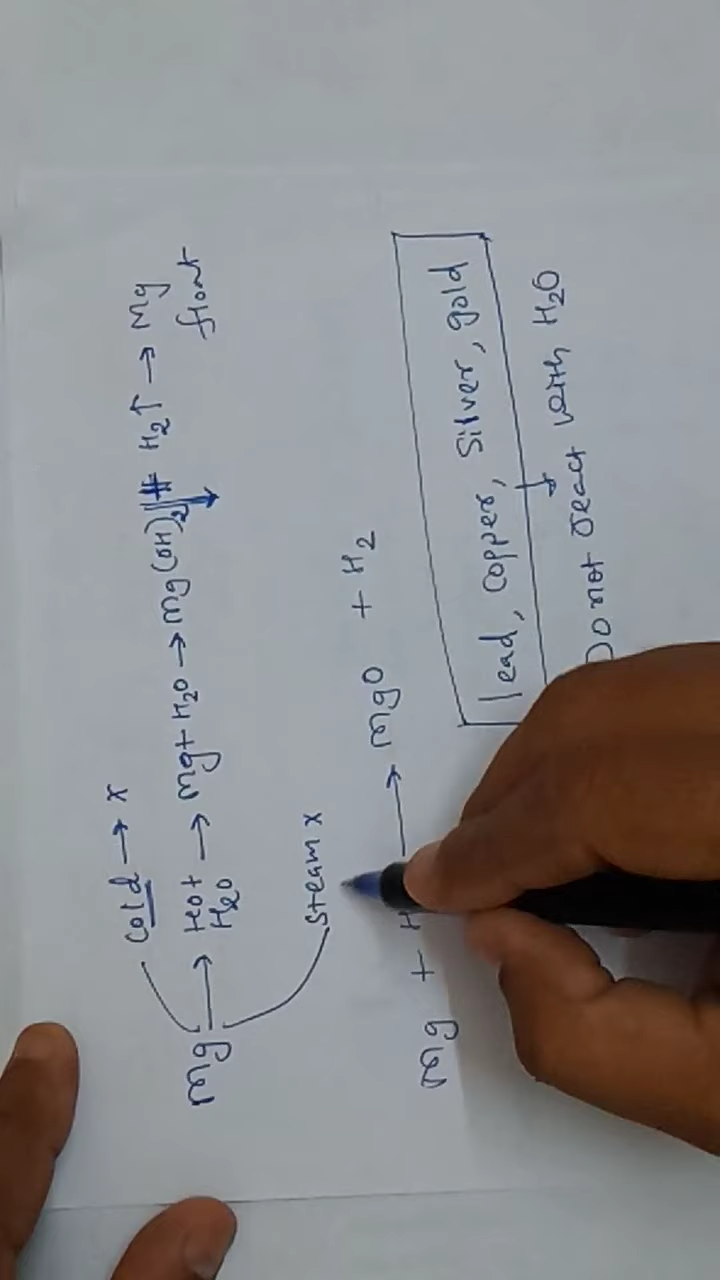 cold → x
Mg → Hot → Mg + H2O → Mg(OH)2 H2↑ → Mg
H2O
float
steam x
Mg + → MgO + H2
lead, copper, Silver, gold
Do not react with H2O